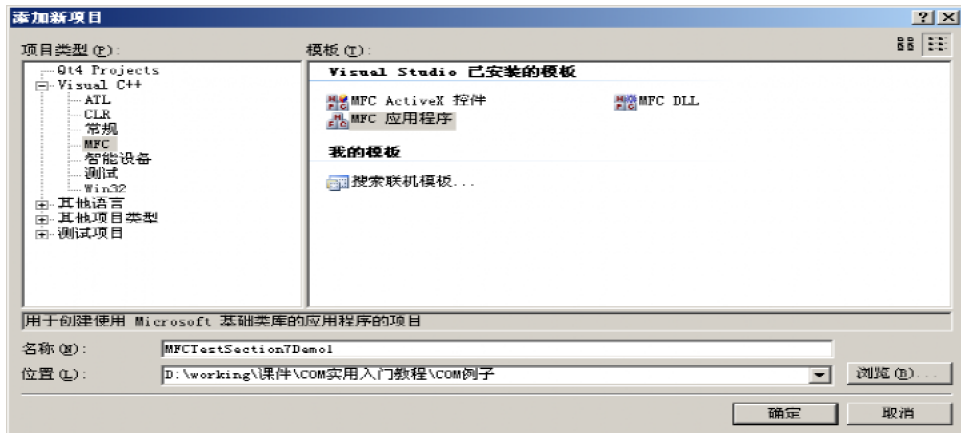 添加新项目
项目类型(P):
模板(T):
Qt4 Projects
Visual C++
ATL
CLR
常规
MFC
智能设备
测试
Win32
其他语言
其他项目类型
测试项目
Visual Studio 已安装的模板
MFC ActiveX 控件
MFC DLL
MFC 应用程序
我的模板
搜索联机模板...
用于创建使用 Microsoft 基础类库的应用程序的项目
名称(N):
MFCTestSection7Demo1
位置(L):
D:\working\课件\COM实用入门教程\COM例子
浏览(B)...
确定
取消